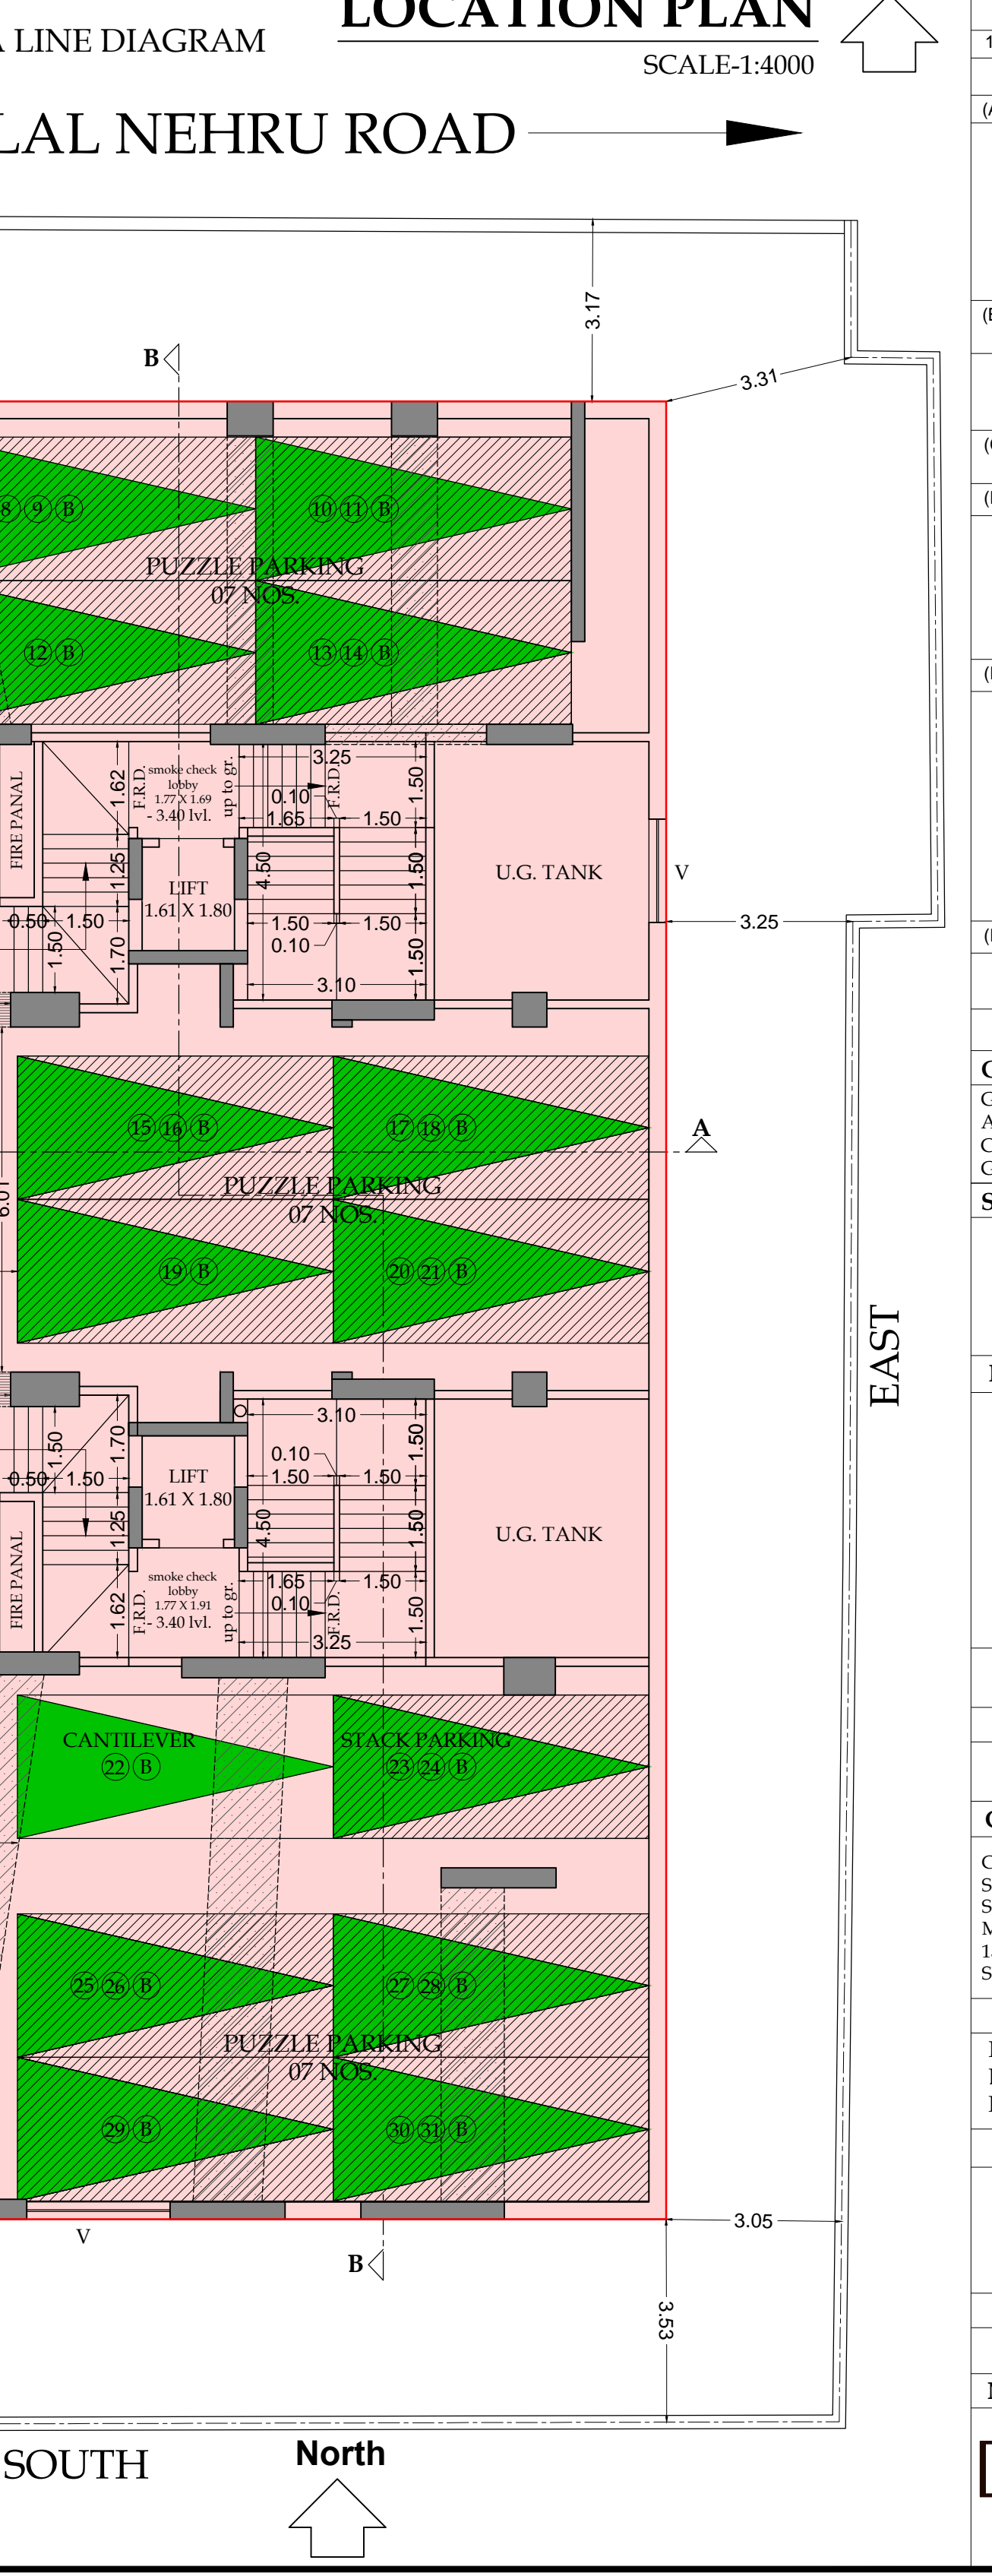 LOCATION PLAN
A LINE DIAGRAM
SCALE-1:4000
LAL NEHRU ROAD
3.17
3.31
B
8 9 B
10 11 B
PUZZLE PARKING
07 NOS.
12 B
13 14 B
FIRE PANAL
1.62
F.R.D.
smoke check
lobby
1.77 X 1.69
- 3.40 lvl.
up to gr.
3.25
F.R.D.
0.10
1.65
1.50
1.50
1.25
LIFT
1.61 X 1.80
4.50
1.50
U.G. TANK
V
0.50
1.50
1.50
1.70
1.50
1.50
0.10
1.50
3.10
3.25
15 16 B
17 18 B
A
PUZZLE PARKING
07 NOS.
6.01
19 B
20 21 B
EAST
3.10
1.50
1.70
0.10
1.50
0.50
1.50
LIFT
1.61 X 1.80
1.50
1.50
1.25
4.50
1.50
U.G. TANK
FIRE PANAL
1.62
F.R.D.
smoke check
lobby
1.77 X 1.91
- 3.40 lvl.
up to gr.
1.65
1.50
0.10
F.R.D.
1.50
3.25
CANTILEVER
STACK PARKING
22 B
23 24 B
25 26 B
27 28 B
PUZZLE PARKING
07 NOS.
29 B
30 31 B
V
3.05
B
3.53
SOUTH
North